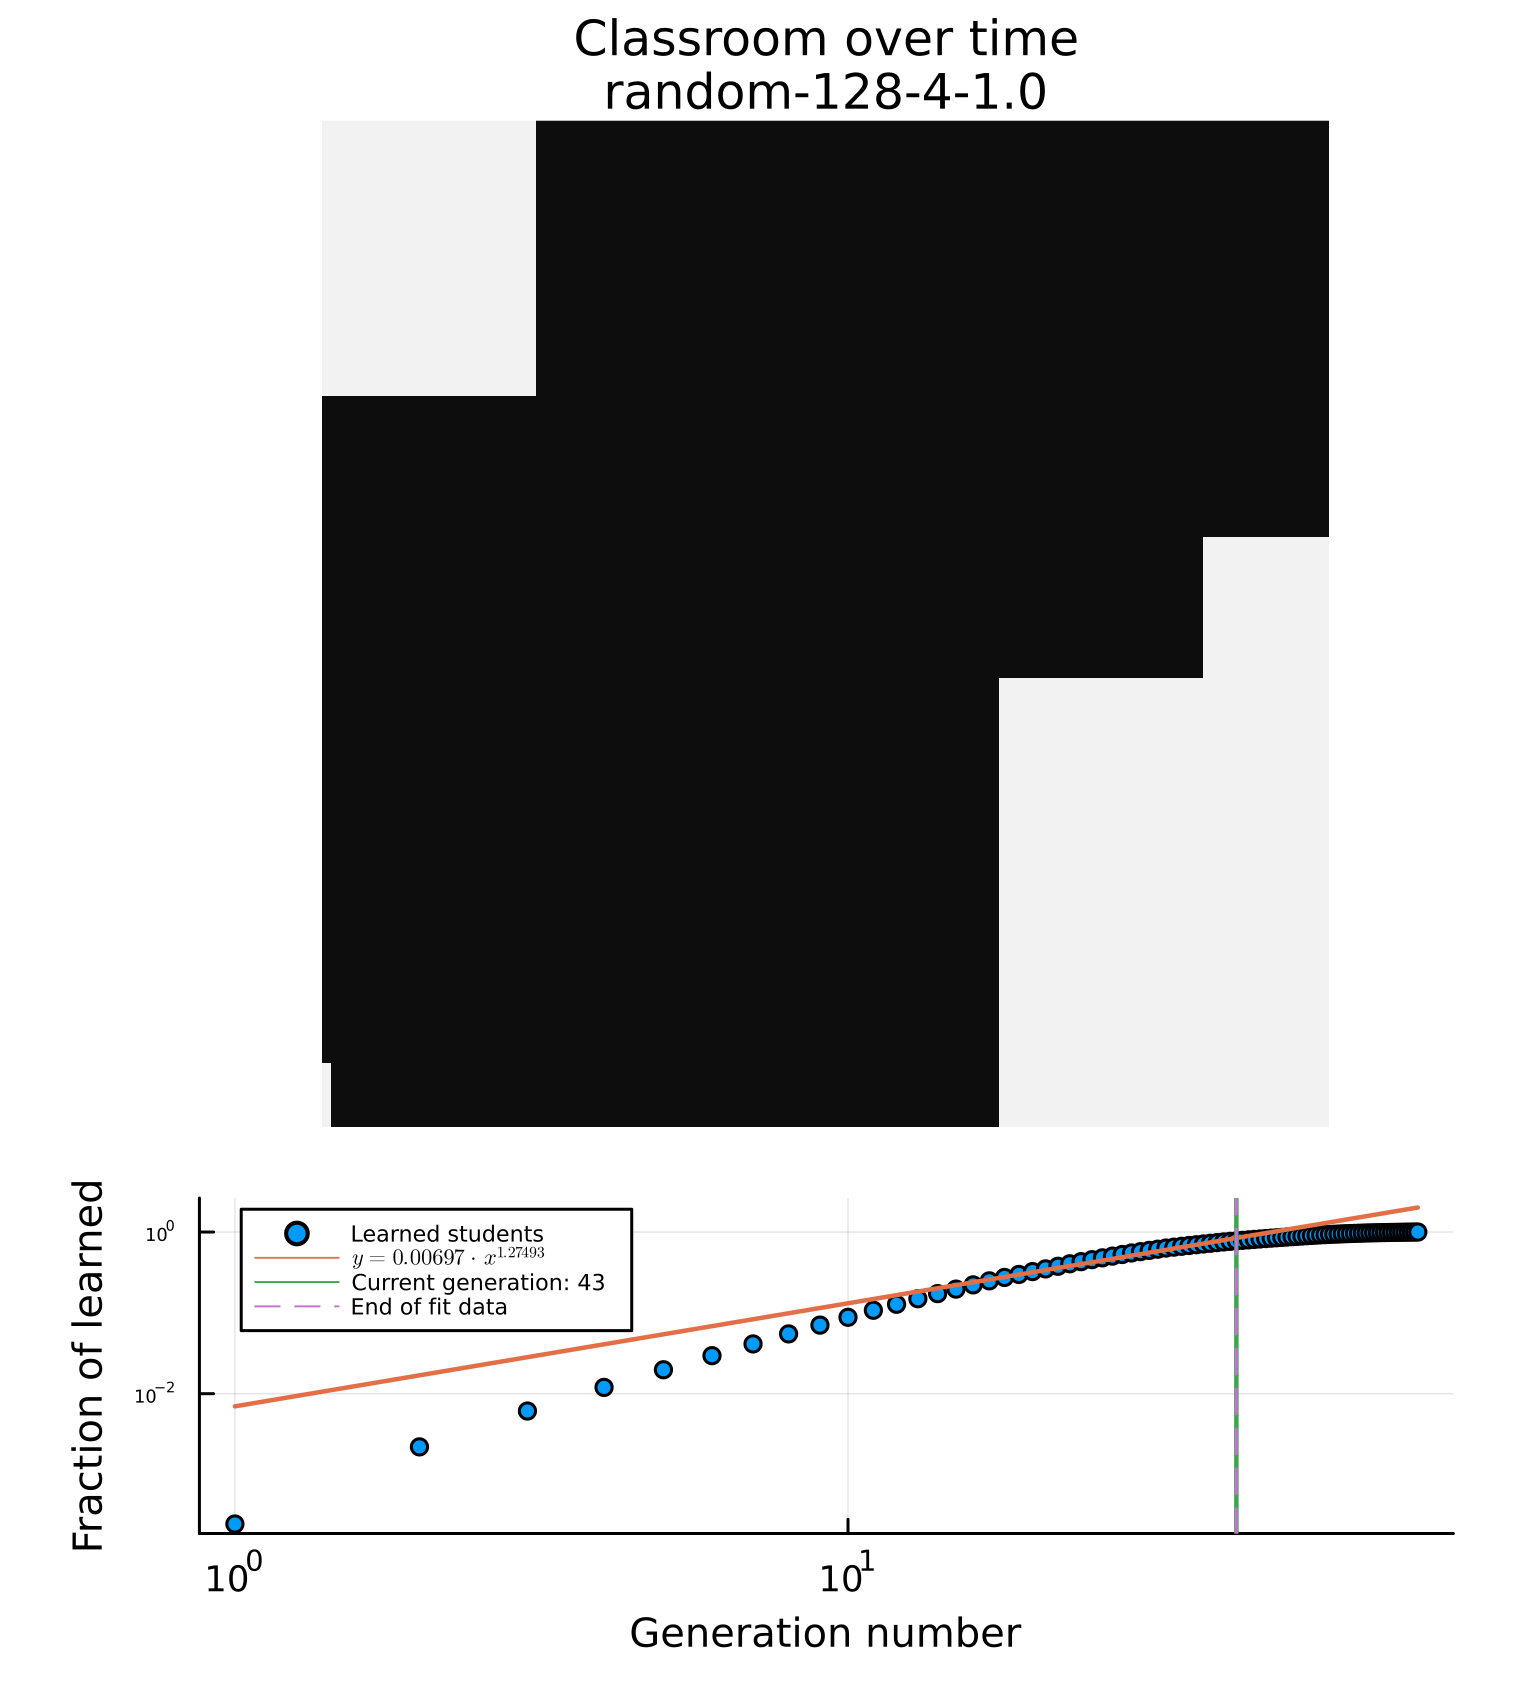 Classroom over time
random-128-4-1.0
Fraction of learned
10^0
10^-2
Learned students
y = 0.00697 · x^1.27493
Current generation: 43
End of fit data
10^0
10^1
Generation number